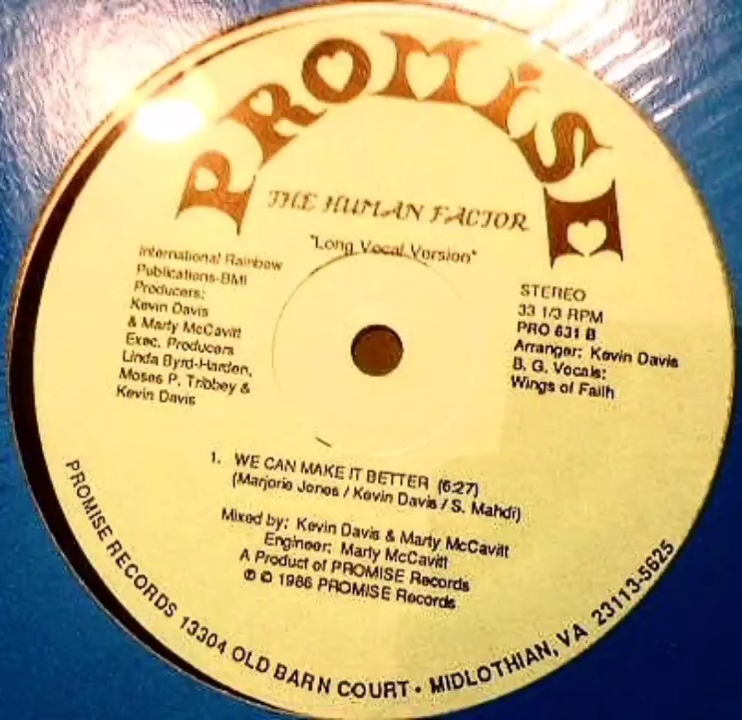 PROMiSE
THE HUMAN FACTOR
"Long Vocal Version"
International Rainbow
Publications-BMI
Producers:
Kevin Davis
& Marty McCavitt
Exec. Producers
Linda Byrd-Harden,
Moses P. Tribbey &
Kevin Davis
STEREO
33 1/3 RPM
PRO 631 B
Arranger: Kevin Davis
B. G. Vocals:
Wings of Faith
1. WE CAN MAKE IT BETTER (6:27)
(Marjorie Jones / Kevin Davis / S. Mahdi)
Mixed by: Kevin Davis & Marty McCavitt
Engineer: Marty McCavitt
A Product of PROMISE Records
℗ © 1986 PROMISE Records
PROMISE RECORDS 13304 OLD BARN COURT • MIDLOTHIAN, VA 23113-5625